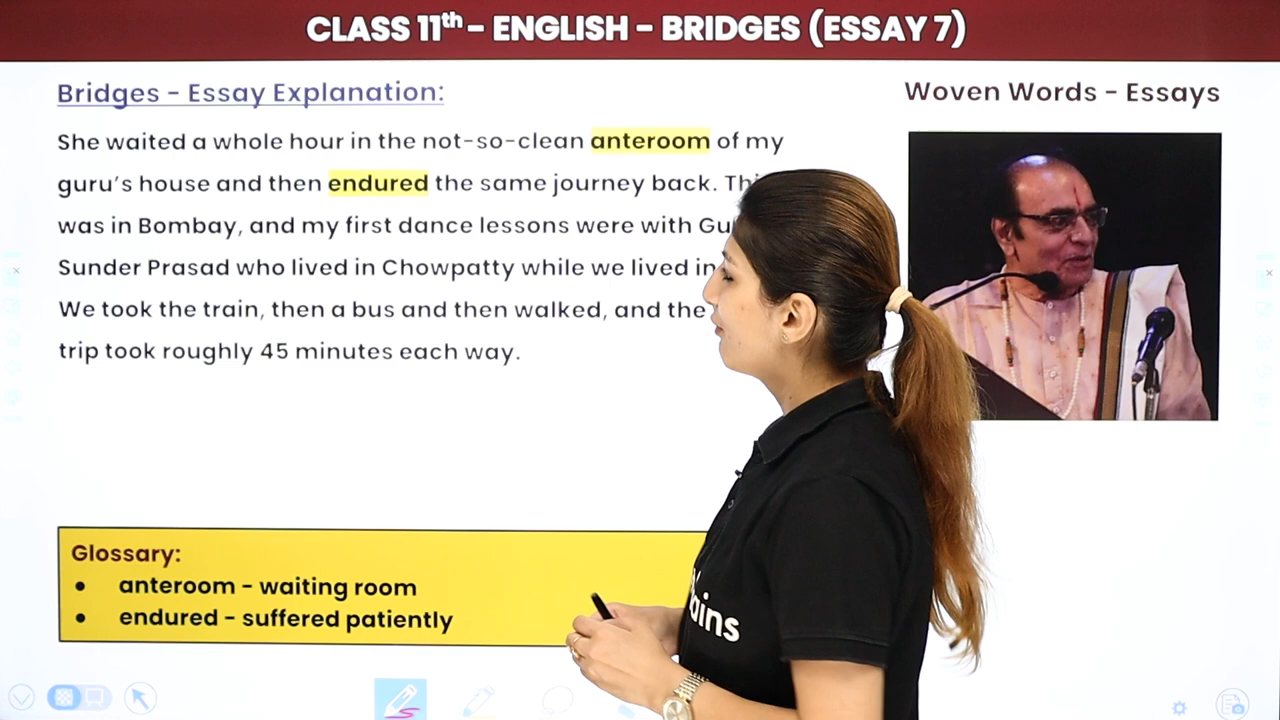 CLASS 11th - ENGLISH - BRIDGES (ESSAY 7)
Bridges - Essay Explanation:
Woven Words - Essays
She waited a whole hour in the not-so-clean anteroom of my
guru's house and then endured the same journey back.
was in Bombay, and my first dance lessons were with
Sunder Prasad who lived in Chowpatty while we lived in
We took the train, then a bus and then walked, and the
trip took roughly 45 minutes each way.
Glossary:
● anteroom - waiting room
● endured - suffered patiently